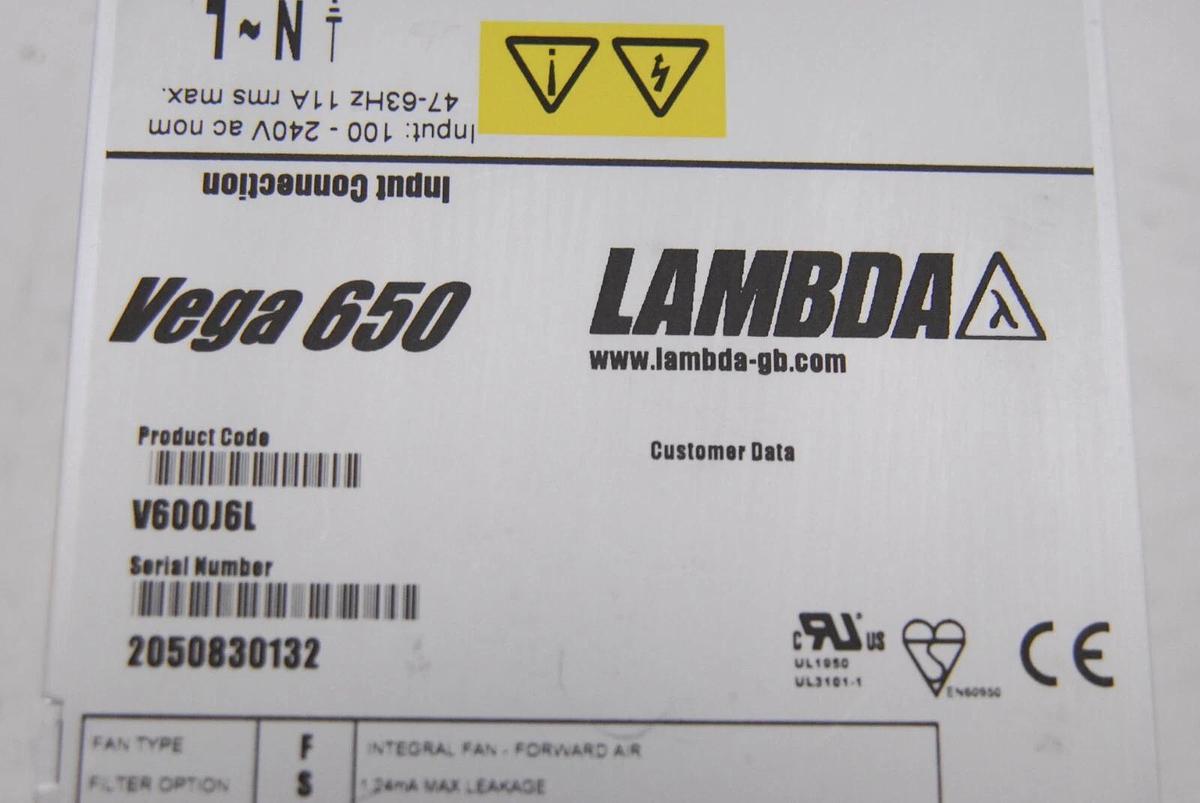 L ~ N
47-63Hz 11A rms max.
Input: 100 - 240V ac nom
Input Connection
Vega 650
LAMBDA λ
www.lambda-gb.com
Product Code
V600J6L
Customer Data
Serial Number
2050830132
c RU US
UL1950
UL3101-1
S
EN60950
CE
FAN TYPE F INTEGRAL FAN - FORWARD AIR
FILTER OPTION S 1.24mA MAX LEAKAGE